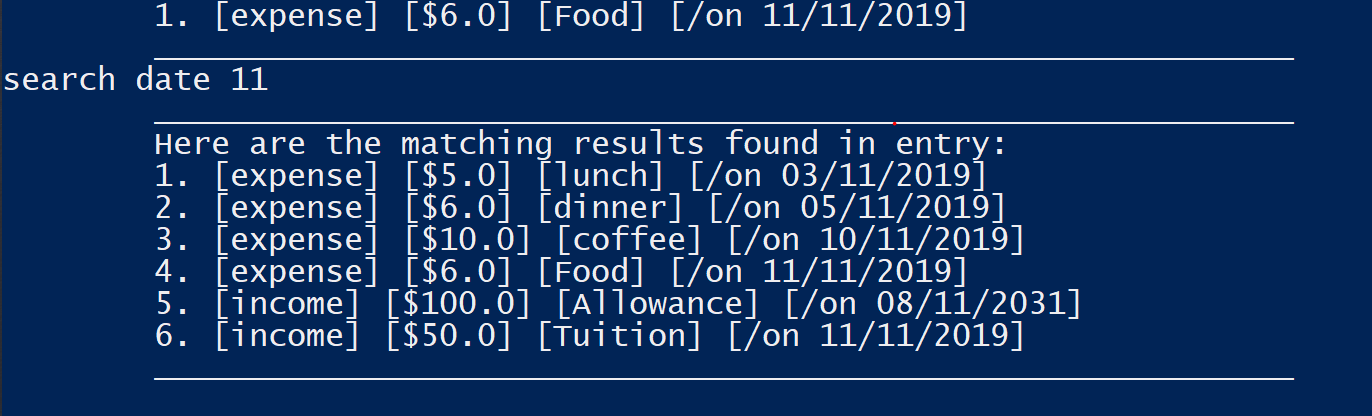 1. [expense] [$6.0] [Food] [/on 11/11/2019]
search date 11
Here are the matching results found in entry:
1. [expense] [$5.0] [lunch] [/on 03/11/2019]
2. [expense] [$6.0] [dinner] [/on 05/11/2019]
3. [expense] [$10.0] [coffee] [/on 10/11/2019]
4. [expense] [$6.0] [Food] [/on 11/11/2019]
5. [income] [$100.0] [Allowance] [/on 08/11/2031]
6. [income] [$50.0] [Tuition] [/on 11/11/2019]